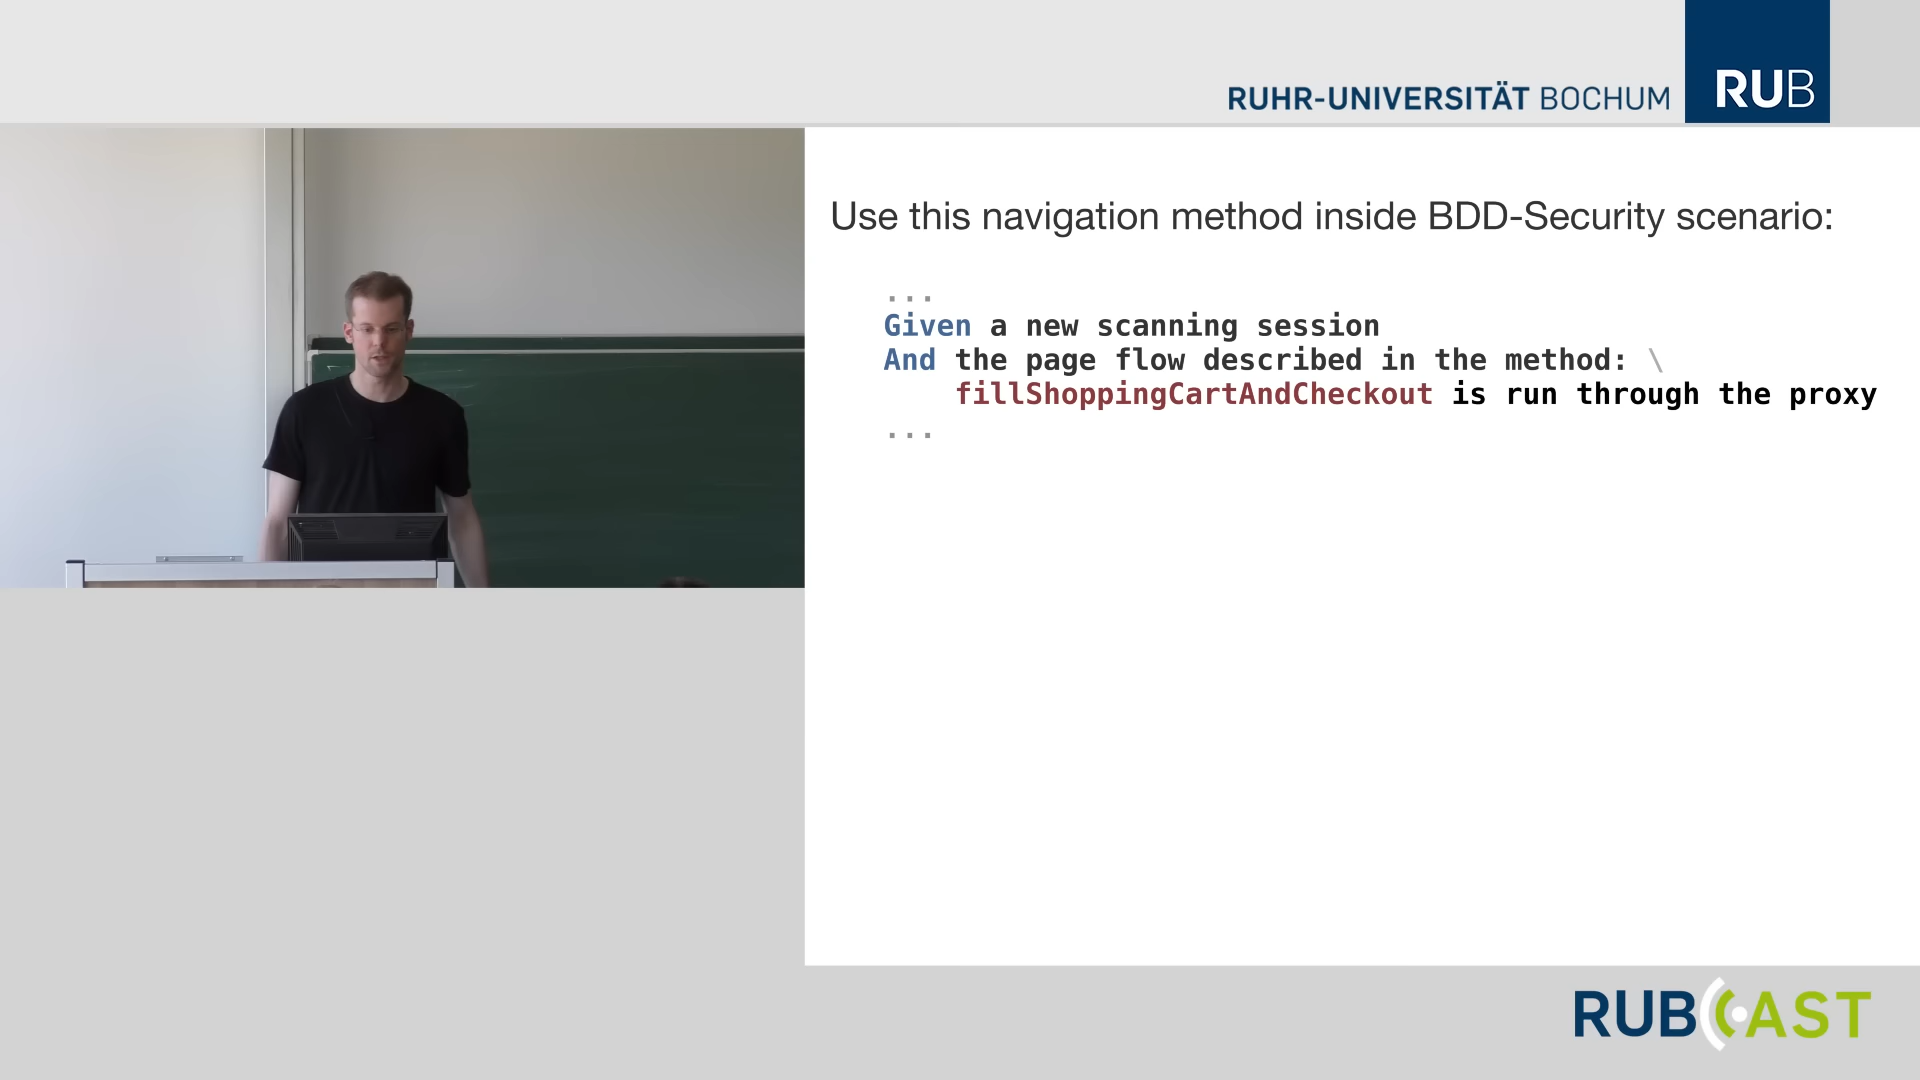 RUHR-UNIVERSITÄT BOCHUM
RUB
Use this navigation method inside BDD-Security scenario:
...
Given a new scanning session
And the page flow described in the method: \
fillShoppingCartAndCheckout is run through the proxy
...
RUBCAST